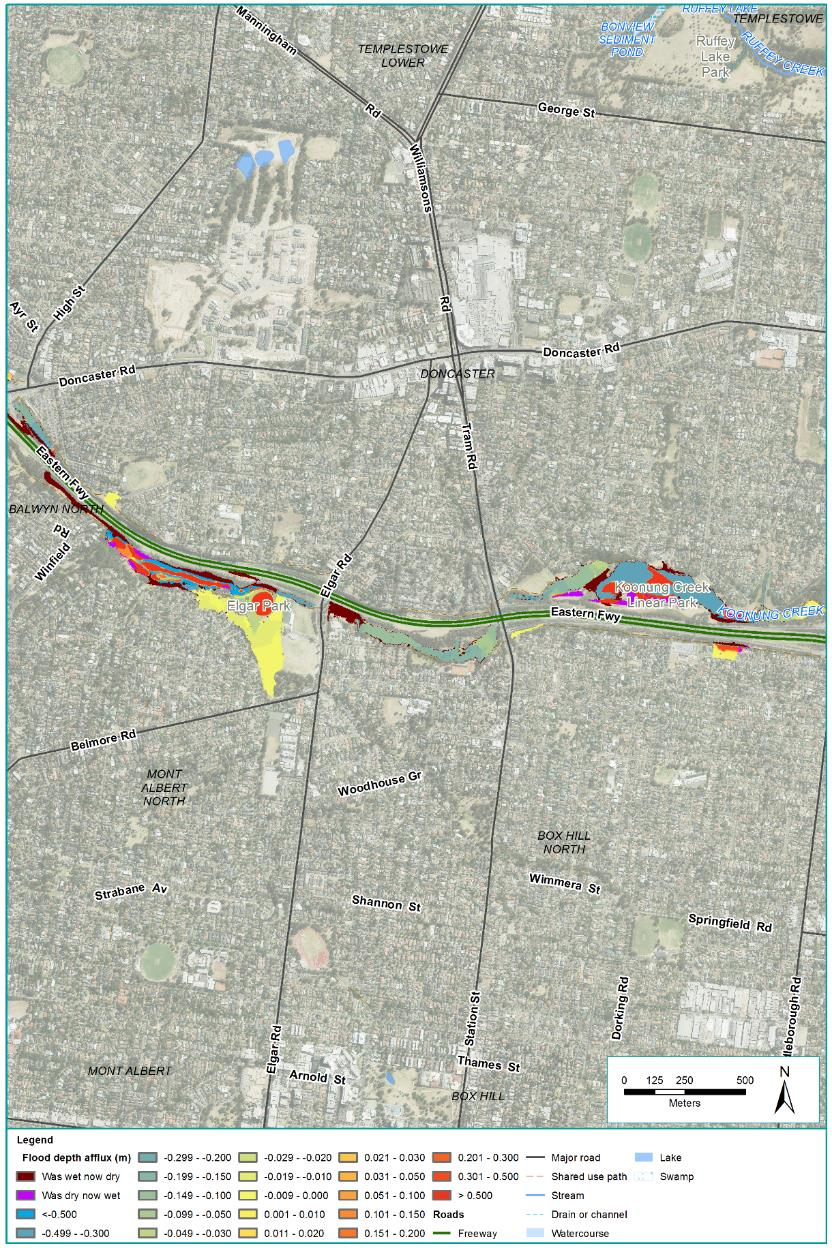 RUFFEY LAKE
TEMPLESTOWE
Manningham
BONVIEW
SEDIMENT
POND
RUFFEY CREEK
TEMPLESTOWE
LOWER
Ruffey
Lake
Park
Rd
George St
Williamsons
Ayr St
High St
Rd
Doncaster Rd
Doncaster Rd
DONCASTER
Tram Rd
Eastern Fwy
BALWYN NORTH
Winfield
Rd
Elgar Rd
Elgar Park
Koonung Creek
Linear Park
KOONUNG CREEK
Eastern Fwy
Belmore Rd
MONT
ALBERT
NORTH
Woodhouse Gr
BOX HILL
NORTH
Strabane Av
Wimmera St
Shannon St
Springfield Rd
Station St
Dorking Rd
dleborough Rd
Elgar Rd
MONT ALBERT
Arnold St
Thames St
BOX HILL
N
0 125 250 500
Meters
Legend
Flood depth afflux (m)
Was wet now dry
Was dry now wet
<-0.500
-0.499 - -0.300
-0.299 - -0.200
-0.199 - -0.150
-0.149 - -0.100
-0.099 - -0.050
-0.049 - -0.030
-0.029 - -0.020
-0.019 - -0.010
-0.009 - 0.000
0.001 - 0.010
0.011 - 0.020
0.021 - 0.030
0.031 - 0.050
0.051 - 0.100
0.101 - 0.150
0.151 - 0.200
0.201 - 0.300
0.301 - 0.500
> 0.500
Roads
Freeway
Major road
Shared use path
Stream
Drain or channel
Watercourse
Lake
Swamp